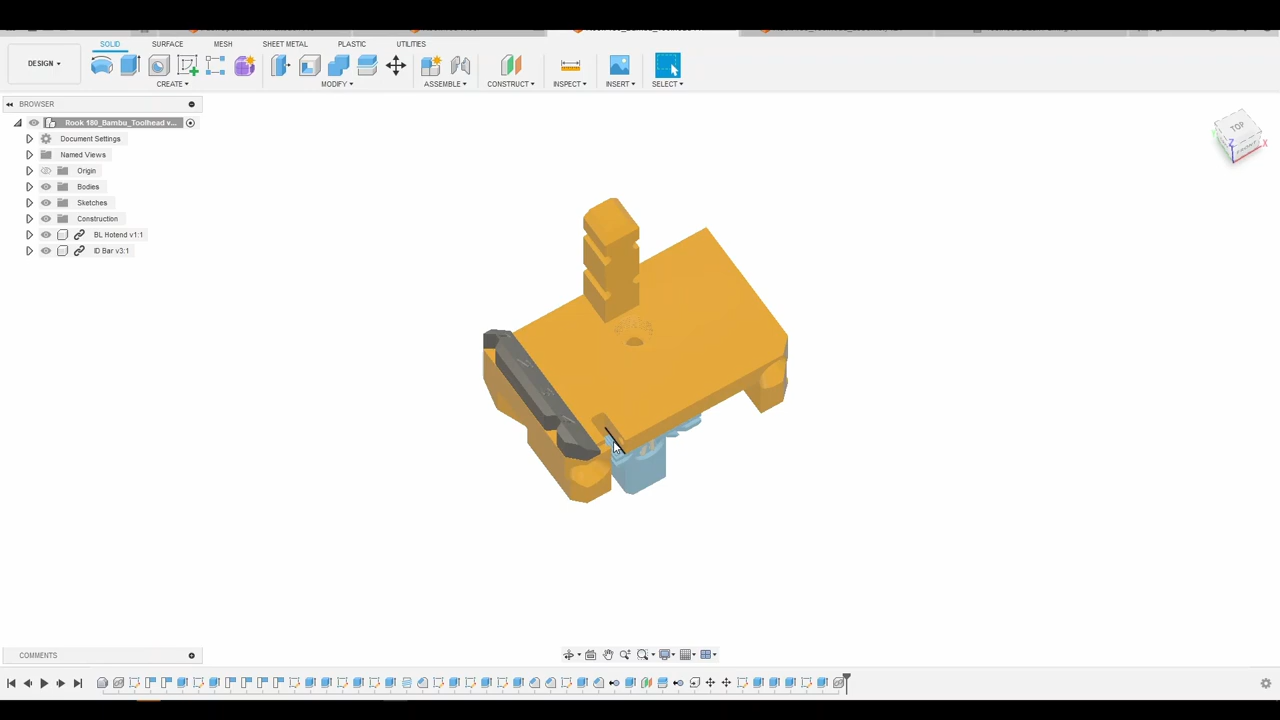 SOLID SURFACE MESH SHEET METAL PLASTIC UTILITIES
DESIGN
CREATE MODIFY ASSEMBLE CONSTRUCT INSPECT INSERT SELECT
BROWSER
Rook 180_Bambu_Toolhead v...
Document Settings
Named Views
Origin
Bodies
Sketches
Construction
BL Hotend v1:1
ID Bar v3:1
TOP
FRONT
Z
X
COMMENTS